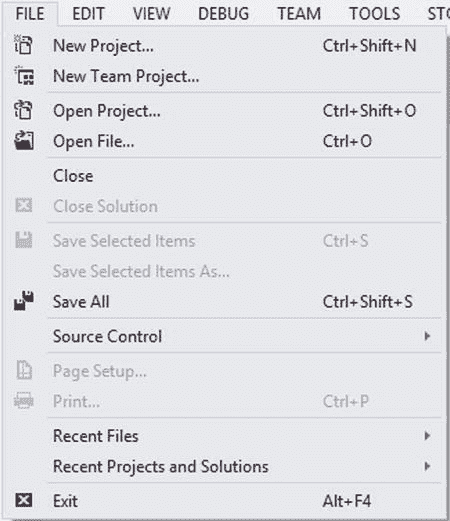 FILE EDIT VIEW DEBUG TEAM TOOLS STO
New Project... Ctrl+Shift+N
New Team Project...
Open Project... Ctrl+Shift+O
Open File... Ctrl+O
Close
Close Solution
Save Selected Items Ctrl+S
Save Selected Items As...
Save All Ctrl+Shift+S
Source Control
Page Setup...
Print... Ctrl+P
Recent Files
Recent Projects and Solutions
Exit Alt+F4